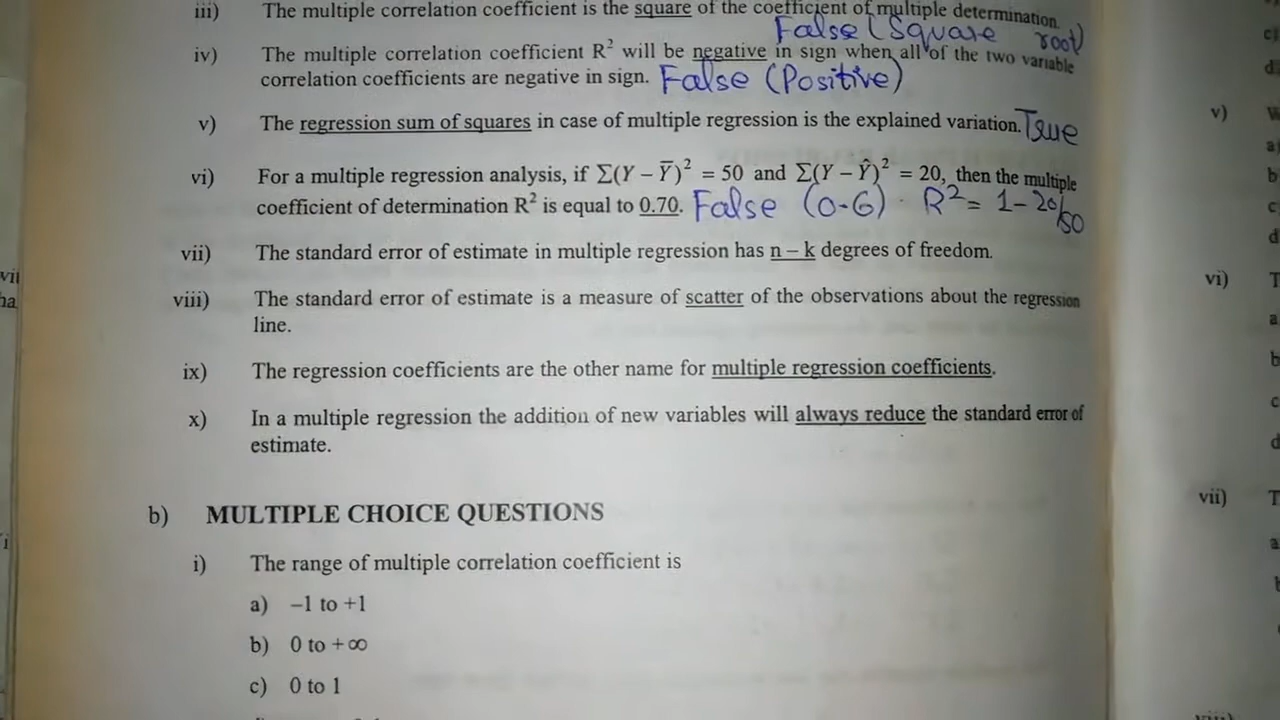 iii) The multiple correlation coefficient is the square of the coefficient of multiple determination.
False (Square root)
iv) The multiple correlation coefficient R² will be negative in sign when all of the two variable
correlation coefficients are negative in sign. False (Positive)
v) The regression sum of squares in case of multiple regression is the explained variation. True
vi) For a multiple regression analysis, if Σ(Y – Ȳ)² = 50 and Σ(Y – Ŷ)² = 20, then the multiple
coefficient of determination R² is equal to 0.70. False (0-6) . R² = 1 - 20/50
vii) The standard error of estimate in multiple regression has n – k degrees of freedom.
viii) The standard error of estimate is a measure of scatter of the observations about the regression
line.
ix) The regression coefficients are the other name for multiple regression coefficients.
x) In a multiple regression the addition of new variables will always reduce the standard error of
estimate.
b) MULTIPLE CHOICE QUESTIONS
i) The range of multiple correlation coefficient is
a) –1 to +1
b) 0 to +∞
c) 0 to 1
v)
vi)
vii)